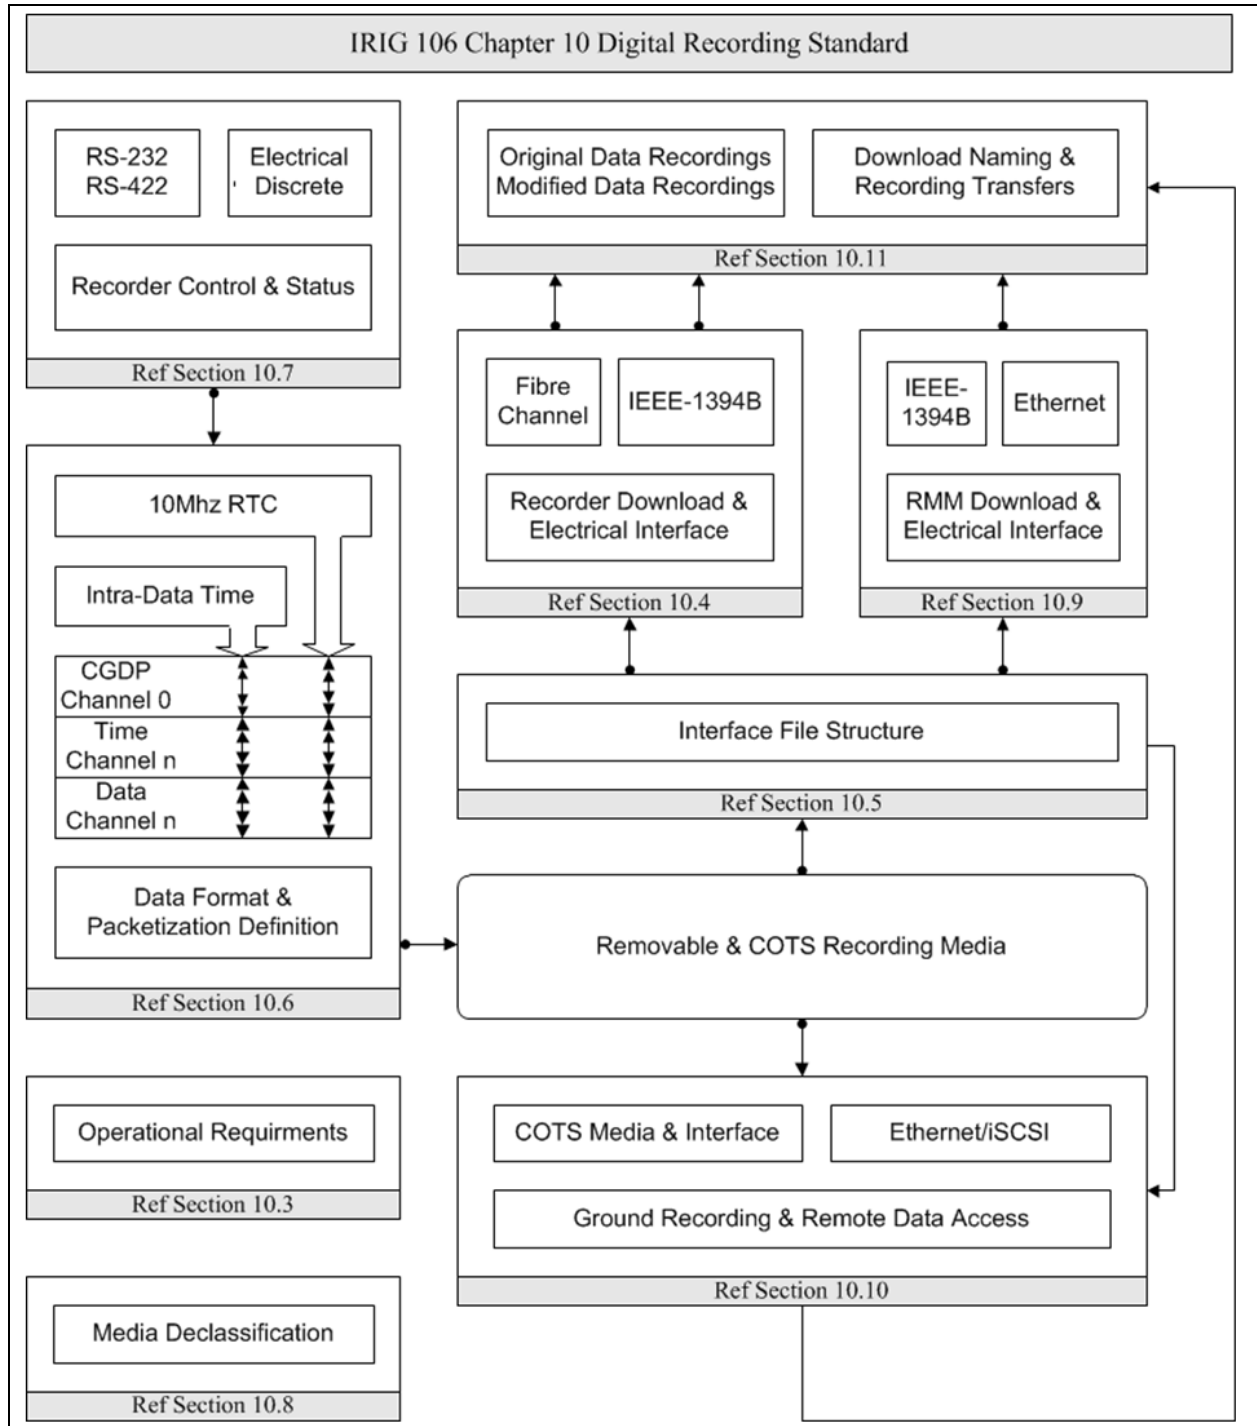 IRIG 106 Chapter 10 Digital Recording Standard
RS-232
RS-422
Electrical
Discrete
Recorder Control & Status
Ref Section 10.7
Original Data Recordings
Modified Data Recordings
Download Naming &
Recording Transfers
Ref Section 10.11
Fibre
Channel
IEEE-1394B
Recorder Download &
Electrical Interface
Ref Section 10.4
IEEE-
1394B
Ethernet
RMM Download &
Electrical Interface
Ref Section 10.9
10Mhz RTC
Intra-Data Time
CGDP
Channel 0
Time
Channel n
Data
Channel n
Data Format &
Packetization Definition
Ref Section 10.6
Interface File Structure
Ref Section 10.5
Removable & COTS Recording Media
Operational Requirments
Ref Section 10.3
COTS Media & Interface
Ethernet/iSCSI
Ground Recording & Remote Data Access
Ref Section 10.10
Media Declassification
Ref Section 10.8